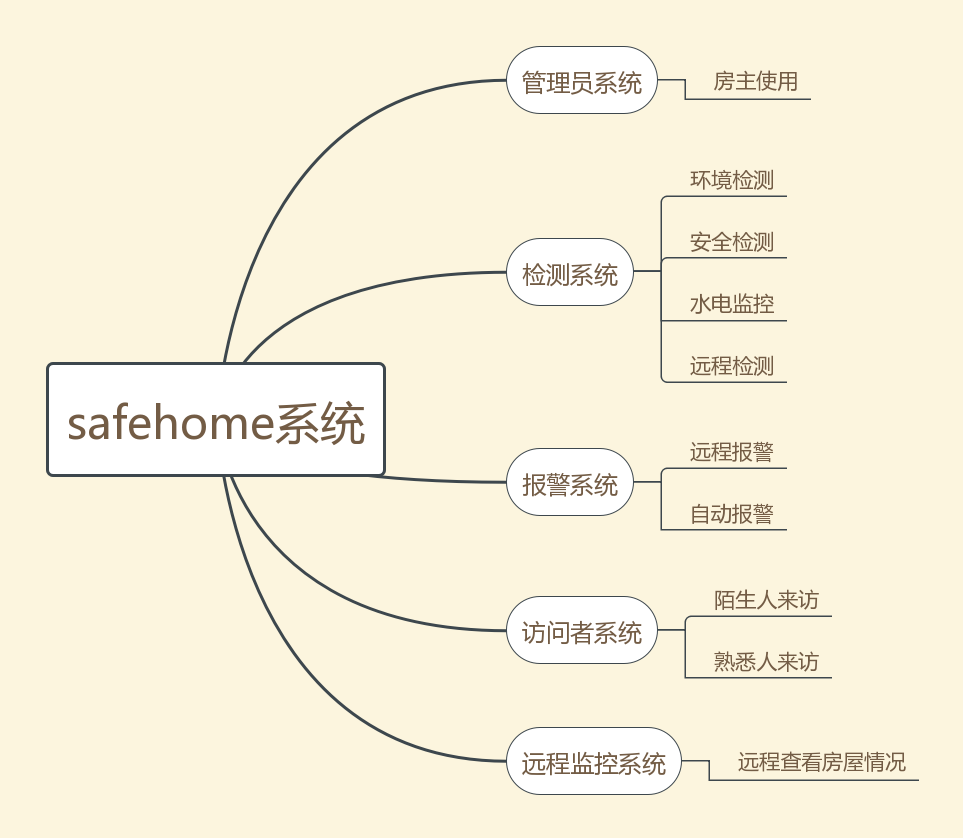 safehome系统
管理员系统
房主使用
检测系统
环境检测
安全检测
水电监控
远程检测
报警系统
远程报警
自动报警
访问者系统
陌生人来访
熟悉人来访
远程监控系统
远程查看房屋情况